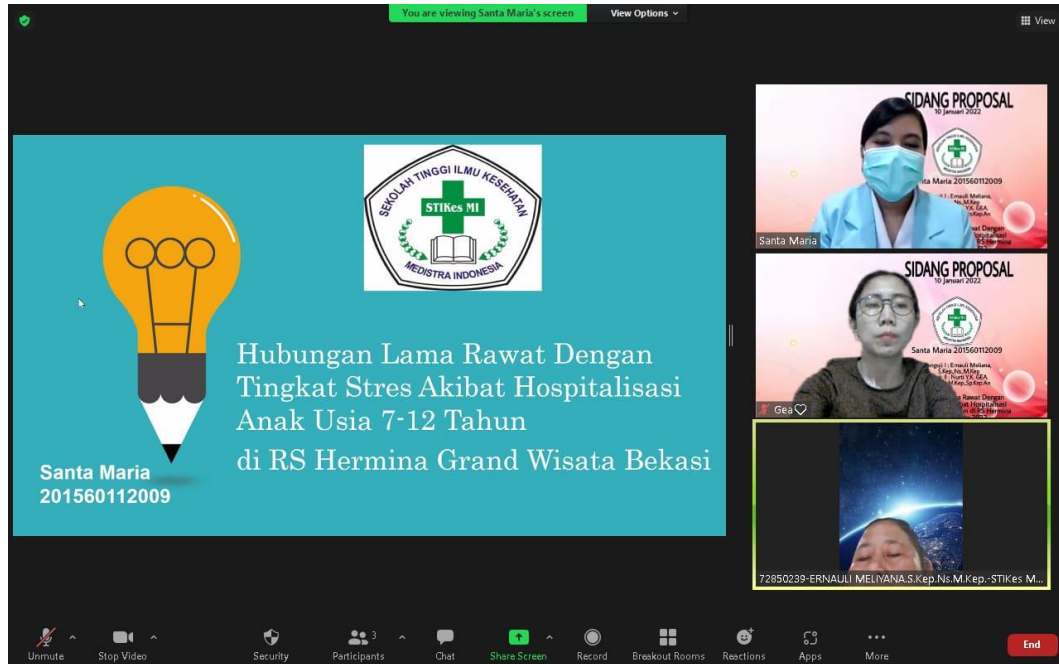 You are viewing Santa Maria's screen
View Options
View
SEKOLAH TINGGI ILMU KESEHATAN
STIKes MI
MEDISTRA INDONESIA
Hubungan Lama Rawat Dengan
Tingkat Stres Akibat Hospitalisasi
Anak Usia 7-12 Tahun
di RS Hermina Grand Wisata Bekasi
Santa Maria
201560112009
SIDANG PROPOSAL
10 Januari 2022
Santa Maria 201560112009
Santa Maria
SIDANG PROPOSAL
10 Januari 2022
Santa Maria 201560112009
Gea
72850239-ERNAULI MELIYANA.S.Kep.Ns.M.Kep.-STIKes M...
Unmute
Stop Video
Security
3
Participants
Chat
Share Screen
Record
Breakout Rooms
Reactions
Apps
More
End